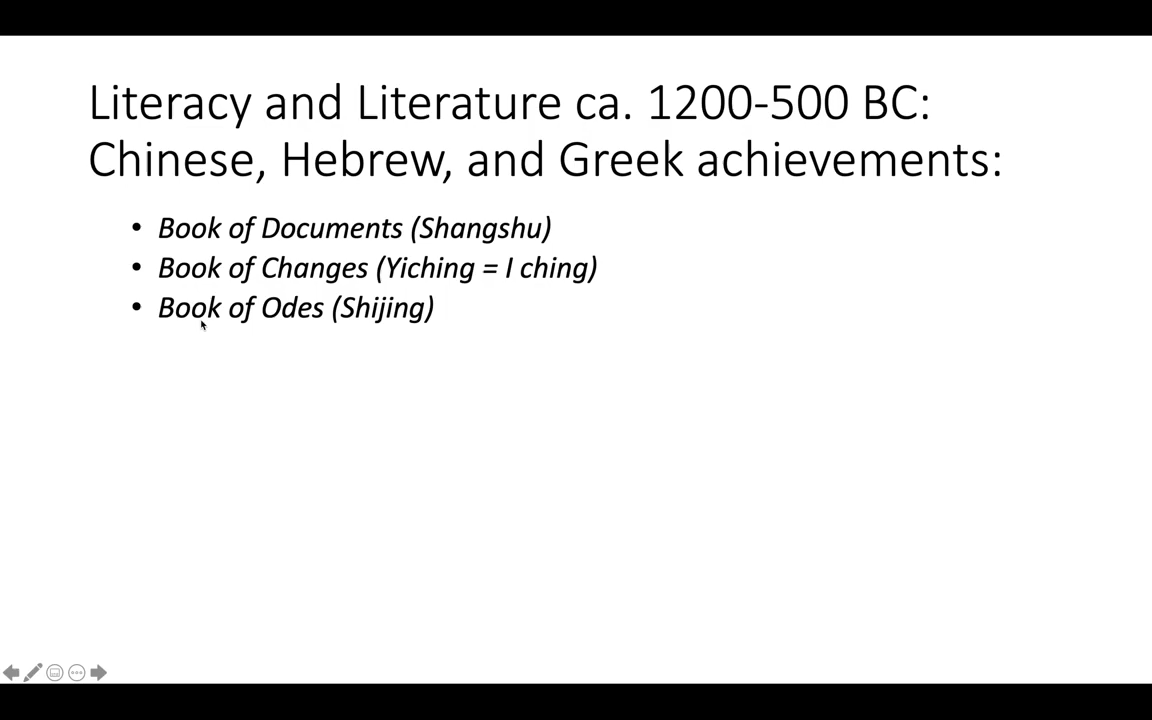 Literacy and Literature ca. 1200-500 BC:
Chinese, Hebrew, and Greek achievements:
• Book of Documents (Shangshu)
• Book of Changes (Yiching = I ching)
• Book of Odes (Shijing)